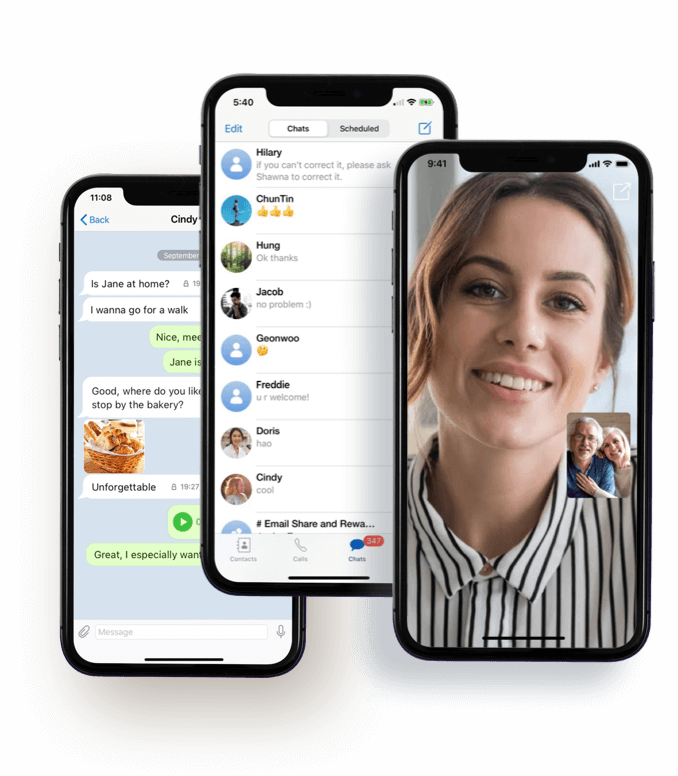 11:08
Back
Cindy
September
Is Jane at home?
I wanna go for a walk
Nice, mee
Jane is
Good, where do you like
stop by the bakery?
Unforgettable
19:27
Great, I especially want
Message
5:40
Edit
Chats
Scheduled
Hilary
if you can't correct it, please ask
Shawna to correct it.
ChunTin
👍👍👍
Hung
Ok thanks
Jacob
no problem :)
Geonwoo
🤔
Freddie
u r welcome!
Doris
hao
Cindy
cool
# Email Share and Rewa...
Contacts
Calls
347
Chats
9:41